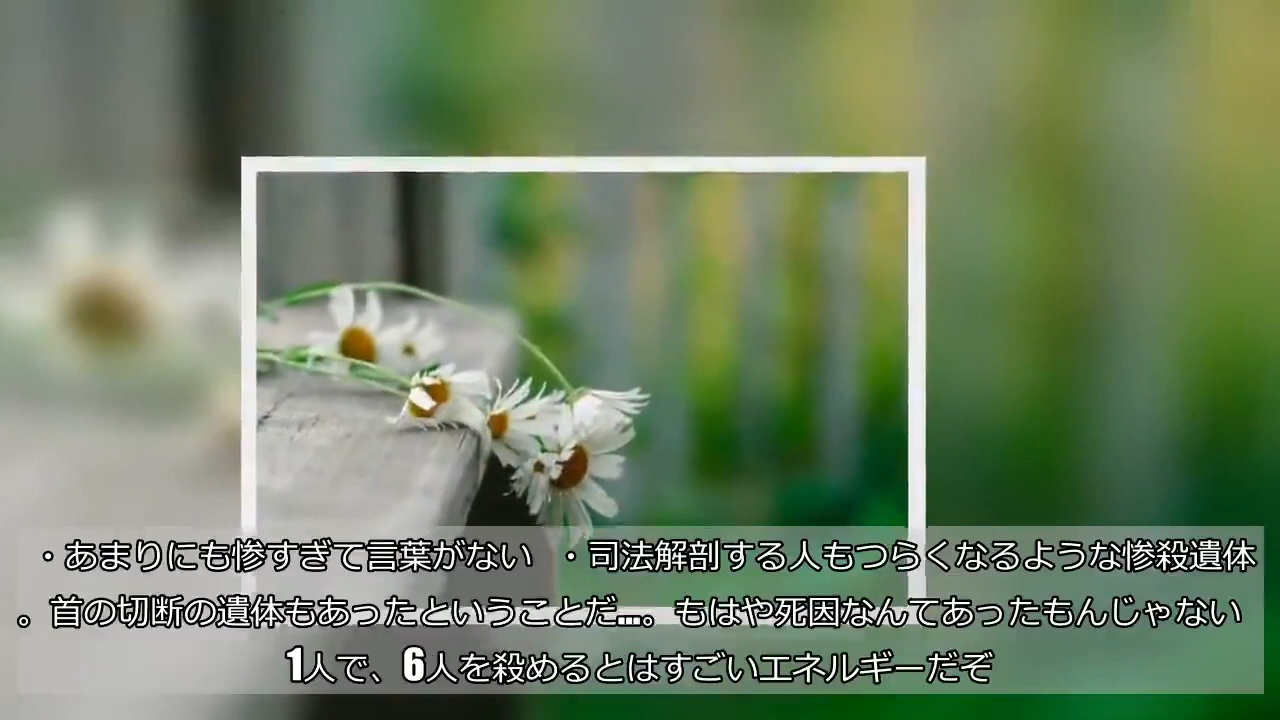 ・あまりにも惨すぎて言葉がない　・司法解剖する人もつらくなるような惨殺遺体
。首の切断の遺体もあったということだ…。もはや死因なんてあったもんじゃない
1人で、6人を殺めるとはすごいエネルギーだぞ